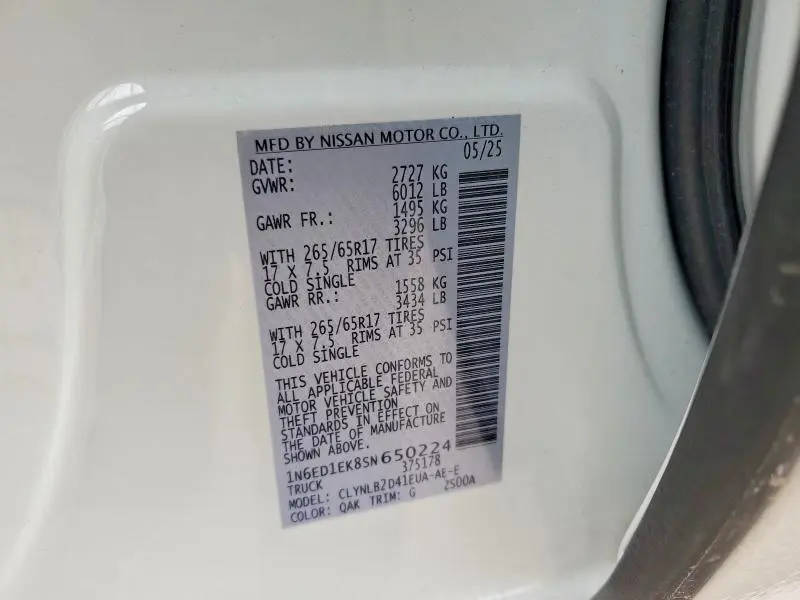 MFD BY NISSAN MOTOR CO., LTD.
DATE: 05/25
GVWR: 2727 KG
6012 LB
GAWR FR.: 1495 KG
3296 LB
WITH 265/65R17 TIRES
17 X 7.5 RIMS AT 35 PSI
COLD SINGLE
GAWR RR.: 1558 KG
3434 LB
WITH 265/65R17 TIRES
17 X 7.5 RIMS AT 35 PSI
COLD SINGLE
THIS VEHICLE CONFORMS TO
ALL APPLICABLE FEDERAL
MOTOR VEHICLE SAFETY AND
THEFT PREVENTION
STANDARDS IN EFFECT ON
THE DATE OF MANUFACTURE
SHOWN ABOVE.
1N6ED1EK8SN650224
TRUCK 375178
MODEL: CLYNLB2D41EUA-AE-E
COLOR: QAK TRIM: G 2S00A